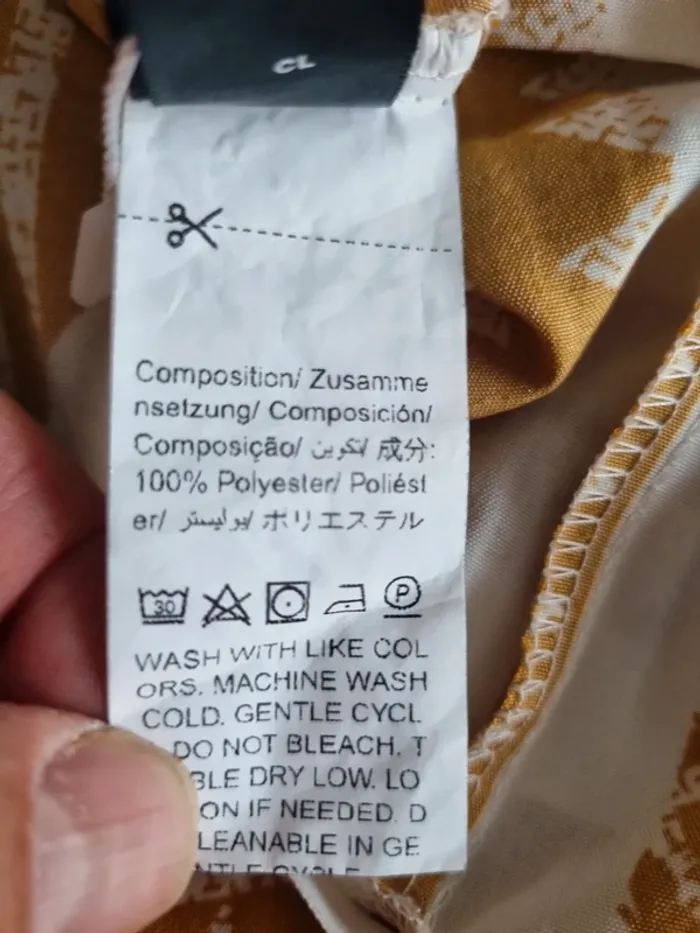 CL
Composition/ Zusamme
nsetzung/ Composición/
Composição/ تكوين/ 成分:
100% Polyester/ Poliést
er/ بوليستر/ ポリエステル
30 P
WASH WITH LIKE COL
ORS. MACHINE WASH
COLD. GENTLE CYCL
DO NOT BLEACH. T
BLE DRY LOW. LO
ON IF NEEDED. D
LEANABLE IN GE
NTLE CYCLE